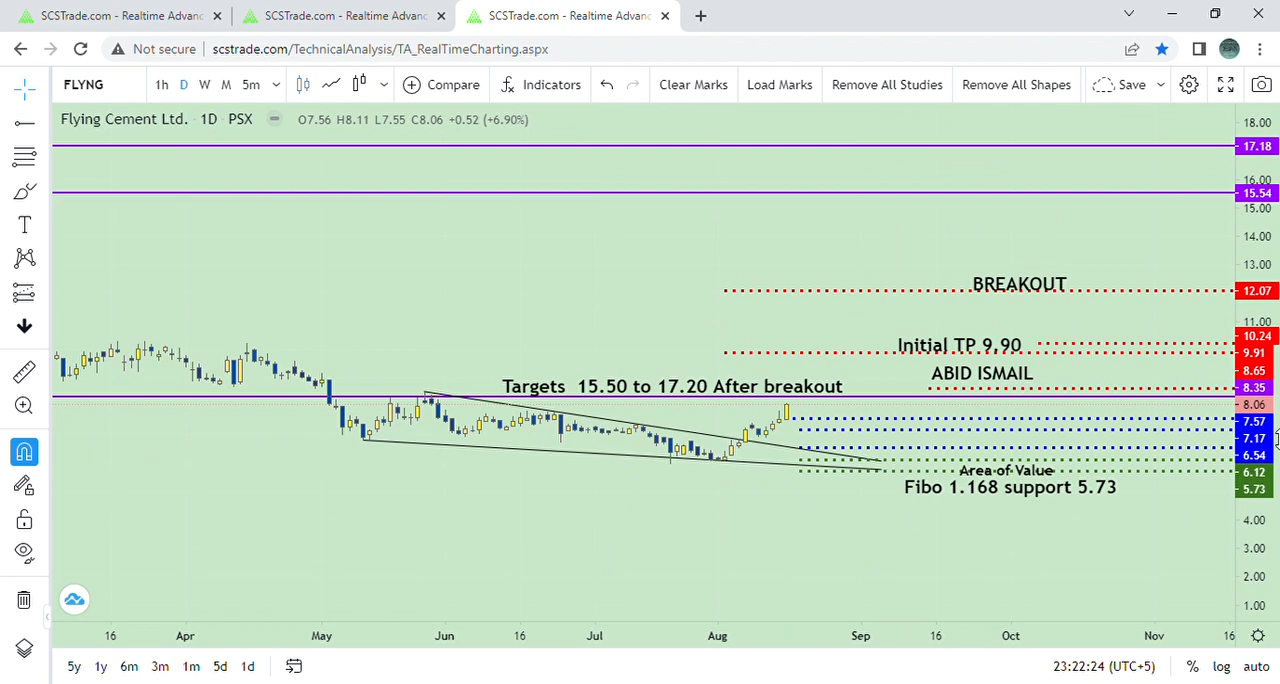 SCSTrade.com - Realtime Advanc
SCSTrade.com - Realtime Advanc
SCSTrade.com - Realtime Advanc
Not secure
scstrade.com/TechnicalAnalysis/TA_RealTimeCharting.aspx
FLYNG 1h D W M 5m Compare Indicators Clear Marks Load Marks Remove All Studies Remove All Shapes Save
Flying Cement Ltd. 1D PSX O7.56 H8.11 L7.55 C8.06 +0.52 (+6.90%)
18.00
17.18
16.00
15.54
15.00
14.00
13.00
BREAKOUT
12.07
11.00
10.24
Initial TP 9.90
9.91
ABID ISMAIL
8.65
Targets 15.50 to 17.20 After breakout
8.35
8.06
7.57
7.17
6.54
Area of Value
6.12
Fibo 1.168 support 5.73
5.73
4.00
3.00
2.00
1.00
16 Apr May Jun 16 Jul Aug Sep 16 Oct Nov 16
5y 1y 6m 3m 1m 5d 1d 23:22:24 (UTC+5) % log auto